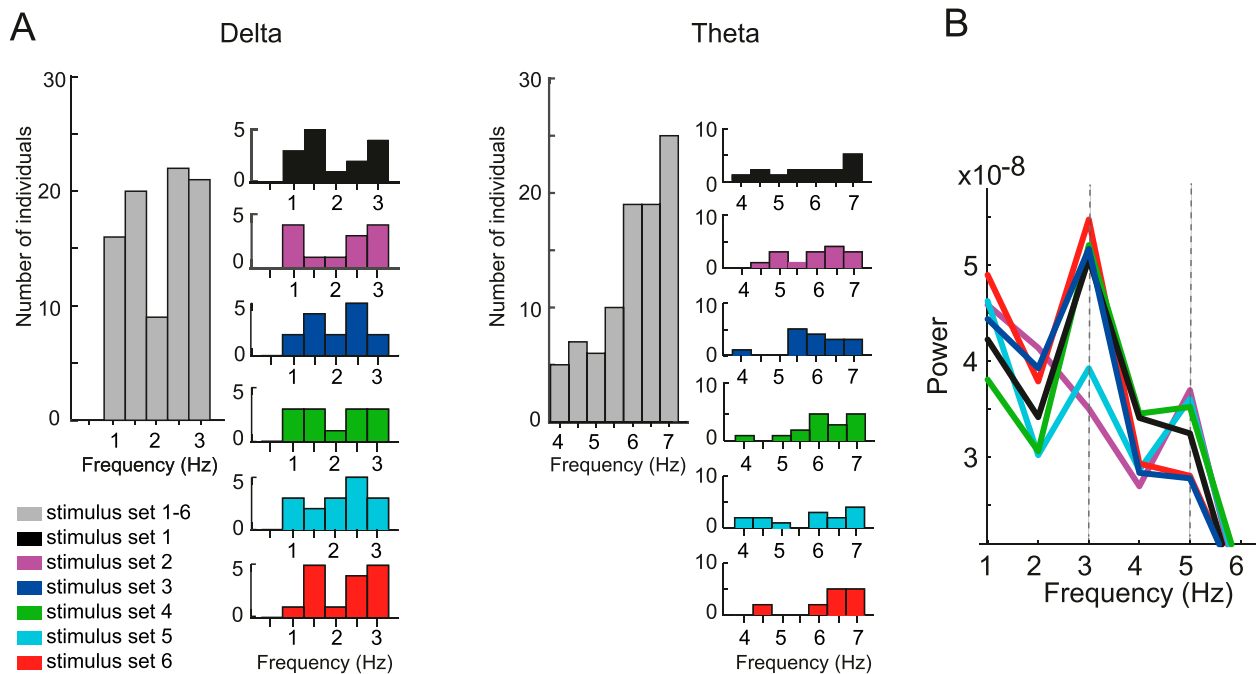 A
Delta
Theta
B
Number of individuals
30
20
10
0
1 2 3
Frequency (Hz)
5
0
1 2 3
5
0
1 2 3
5
0
1 2 3
5
0
1 2 3
5
0
1 2 3
5
0
1 2 3
Frequency (Hz)
Number of individuals
30
20
10
0
4 5 6 7
Frequency (Hz)
10
0
4 5 6 7
10
0
4 5 6 7
10
0
4 5 6 7
10
0
4 5 6 7
10
0
4 5 6 7
10
0
4 5 6 7
Frequency (Hz)
x10-8
Power
5
4
3
1 2 3 4 5 6
Frequency (Hz)
stimulus set 1-6
stimulus set 1
stimulus set 2
stimulus set 3
stimulus set 4
stimulus set 5
stimulus set 6